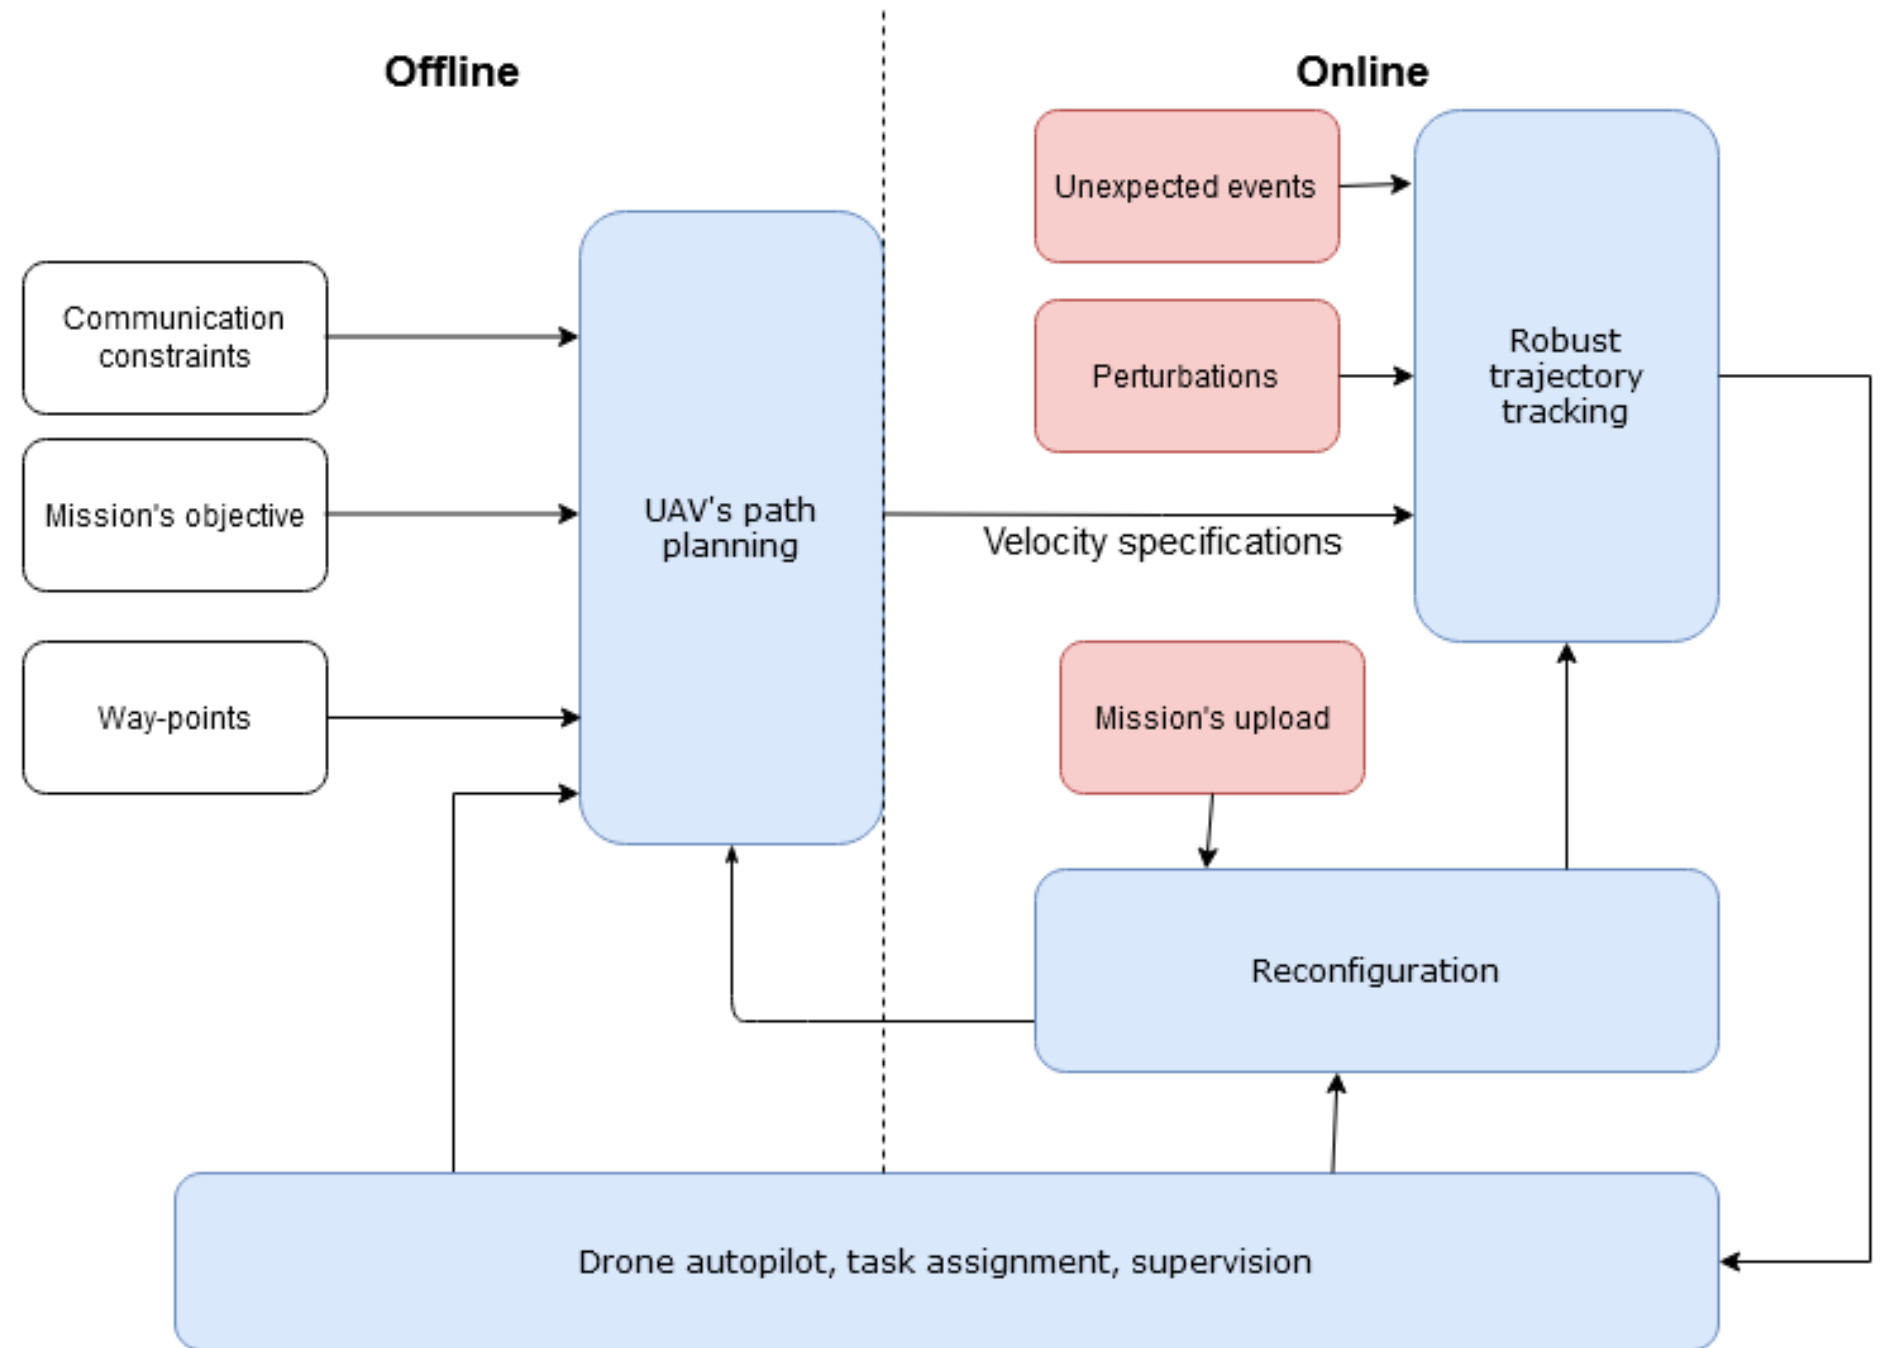 Offline
Online
Communication
constraints
Mission's objective
Way-points
UAV's path
planning
Unexpected events
Perturbations
Robust
trajectory
tracking
Velocity specifications
Mission's upload
Reconfiguration
Drone autopilot, task assignment, supervision